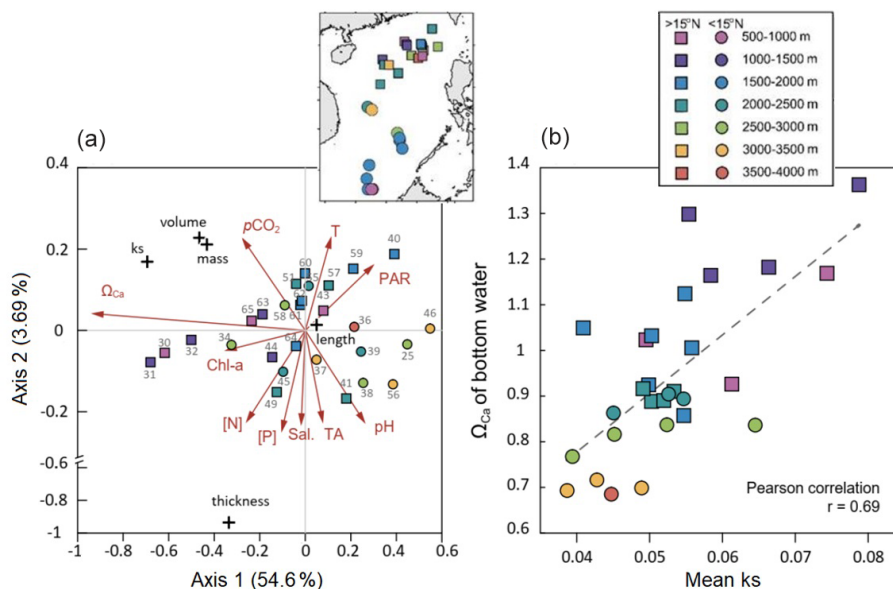 >15°N <15°N
500-1000 m
1000-1500 m
1500-2000 m
2000-2500 m
2500-3000 m
3000-3500 m
3500-4000 m
(a)
0.4
0.2
0
-0.2
-0.4
-0.6
-0.6
-0.8
-1
Axis 2 (3.69 %)
-1 -0.8 -0.6 -0.4 -0.2 0 0.2 0.4 0.6
Axis 1 (54.6 %)
volume
mass
ks
length
thickness
pCO2
T
PAR
ΩCa
Chl-a
[N]
[P]
Sal.
TA
pH
40
59
60
51
55
57
62
61
43
58
65
63
36
46
30
31
32
34
44
64
37
39
25
45
49
41
38
56
(b)
1.4
1.3
1.2
1.1
1
0.9
0.8
0.7
0.6
ΩCa of bottom water
0.04 0.05 0.06 0.07 0.08
Mean ks
Pearson correlation
r = 0.69